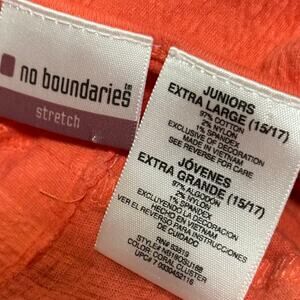 no boundaries™
stretch
JUNIORS
EXTRA LARGE (15/17)
97% COTTON
2% NYLON
1% SPANDEX
EXCLUSIVE OF DECORATION
MADE IN VIETNAM
SEE REVERSE FOR CARE
JÓVENES
EXTRA GRANDE (15/17)
97% ALGODÓN
2% NYLON
1% SPANDEX
EXCLUYENDO LA DECORACIÓN
HECHO EN VIETNAM
VER EL REVERSO PARA INSTRUCCIONES
DE CUIDADO
RN# 53819
COLOR: CORAL CLUSTER